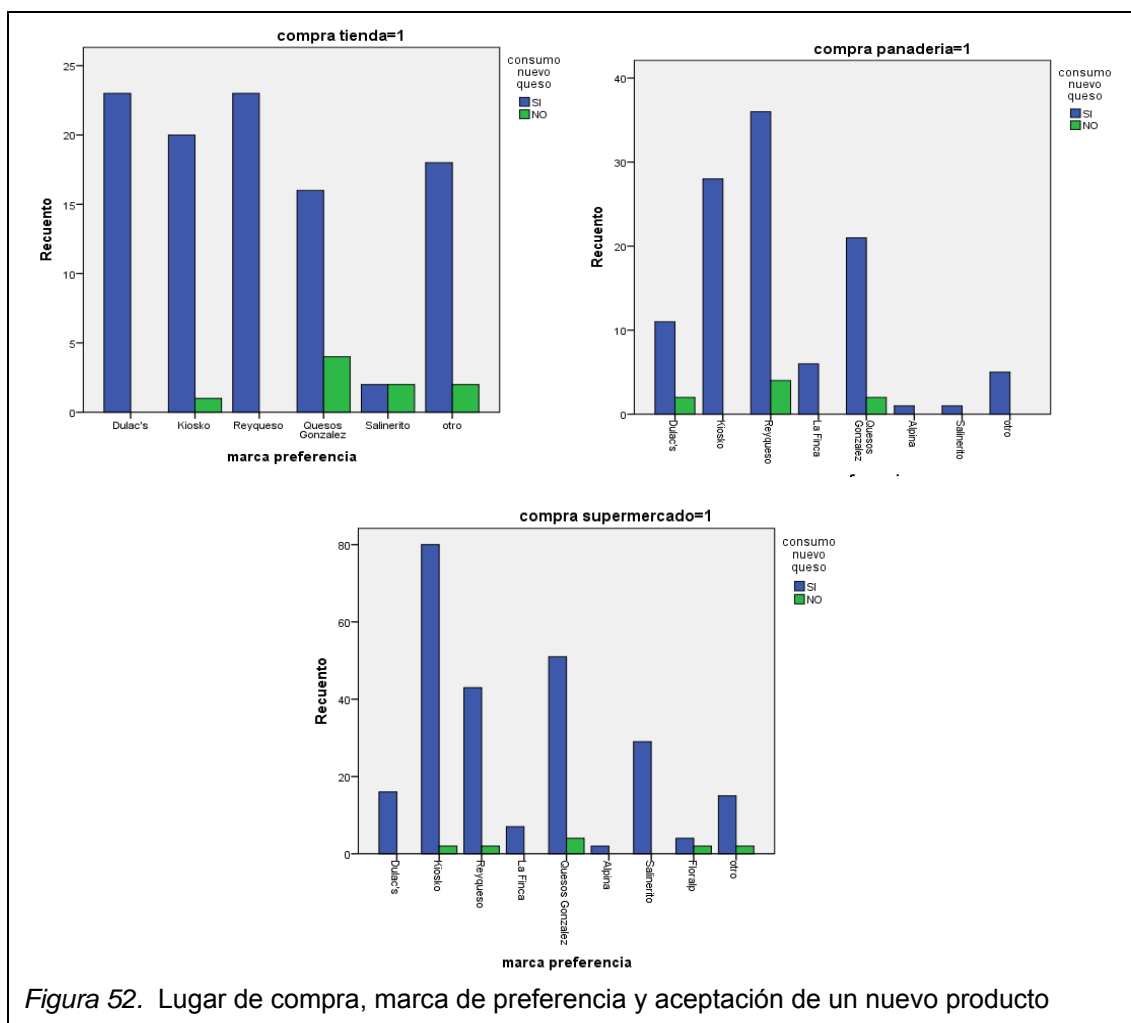 compra tienda=1
consumo
nuevo
queso
SI
NO
25
20
15
10
5
0
Recuento
Dulac's
Kiosko
Reyqueso
Quesos
Gonzalez
Salinerito
otro
marca preferencia
compra panaderia=1
consumo
nuevo
queso
SI
NO
40
30
20
10
0
Recuento
Dulac's
Kiosko
Reyqueso
La Finca
Quesos
Gonzalez
Alpina
Salinerito
otro
compra supermercado=1
consumo
nuevo
queso
SI
NO
80
60
40
20
0
Recuento
Dulac's
Kiosko
Reyqueso
La Finca
Quesos Gonzalez
Alpina
Salinerito
Floralp
otro
marca preferencia
Figura 52. Lugar de compra, marca de preferencia y aceptación de un nuevo producto